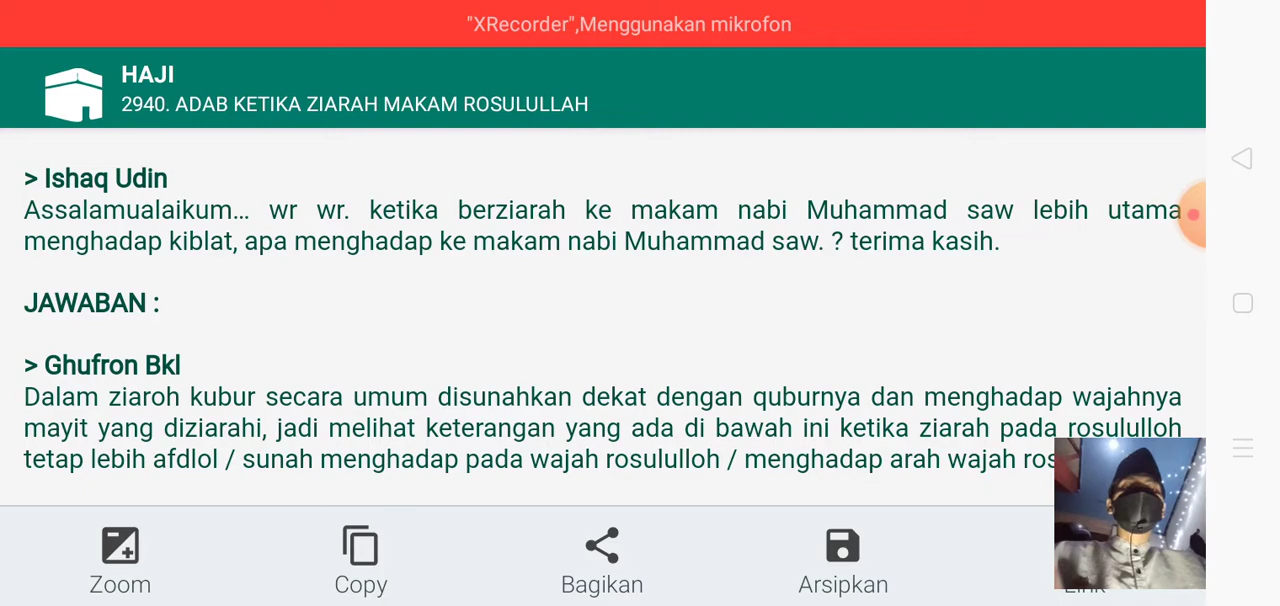 "XRecorder",Menggunakan mikrofon
HAJI
2940. ADAB KETIKA ZIARAH MAKAM ROSULULLAH
> Ishaq Udin
Assalamualaikum... wr wr. ketika berziarah ke makam nabi Muhammad saw lebih utama
menghadap kiblat, apa menghadap ke makam nabi Muhammad saw. ? terima kasih.
JAWABAN :
> Ghufron Bkl
Dalam ziaroh kubur secara umum disunahkan dekat dengan quburnya dan menghadap wajahnya
mayit yang diziarahi, jadi melihat keterangan yang ada di bawah ini ketika ziarah pada rosululloh
tetap lebih afdlol / sunah menghadap pada wajah rosululloh / menghadap arah wajah
Zoom
Copy
Bagikan
Arsipkan